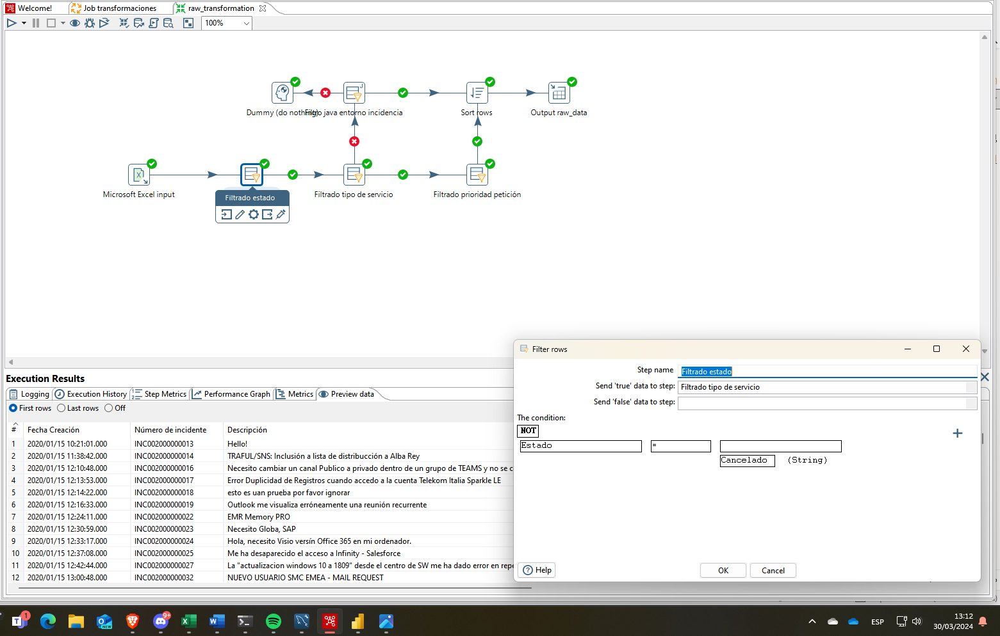 Welcome!
Job transformaciones
raw_transformation
100%
Dummy (do nothing)
Filtro java entorno incidencia
Sort rows
Output raw_data
Microsoft Excel input
Filtrado estado
Filtrado tipo de servicio
Filtrado prioridad petición
Execution Results
Logging
Execution History
Step Metrics
Performance Graph
Metrics
Preview data
First rows
Last rows
Off
# Fecha Creación Número de incidente Descripción
1 2020/01/15 10:21:01.000 INC002000000013 Hello!
2 2020/01/15 11:38:42.000 INC002000000014 TRAFUL/SNS: Inclusión a lista de distribucción a Alba Rey
3 2020/01/15 12:10:48.000 INC002000000016 Necesito cambiar un canal Publico a privado dentro de un grupo de TEAMS y no se c
4 2020/01/15 12:13:53.000 INC002000000017 Error Duplicidad de Registros cuando accedo a la cuenta Telekom Italia Sparkle LE
5 2020/01/15 12:14:22.000 INC002000000018 esto es uan prueba por favor ignorar
6 2020/01/15 12:16:33.000 INC002000000019 Outlook me visualiza erróneamente una reunión recurrente
7 2020/01/15 12:24:11.000 INC002000000022 EMR Memory PRO
8 2020/01/15 12:30:59.000 INC002000000023 Necesito Globa, SAP
9 2020/01/15 12:33:17.000 INC002000000024 Hola, necesito Visio versín Office 365 en mi ordenador.
10 2020/01/15 12:37:08.000 INC002000000025 Me ha desaparecido el acceso a Infinity - Salesforce
11 2020/01/15 12:42:44.000 INC002000000027 La "actualizacion windows 10 a 1809" desde el centro de SW me ha dado error en repe
12 2020/01/15 13:00:48.000 INC002000000032 NUEVO USUARIO SMC EMEA - MAIL REQUEST
Filter rows
Step name Filtrado estado
Send 'true' data to step: Filtrado tipo de servicio
Send 'false' data to step:
The condition:
NOT
Estado =
Cancelado (String)
Help
OK
Cancel
1
NEW
9+
ESP
13:12
30/03/2024